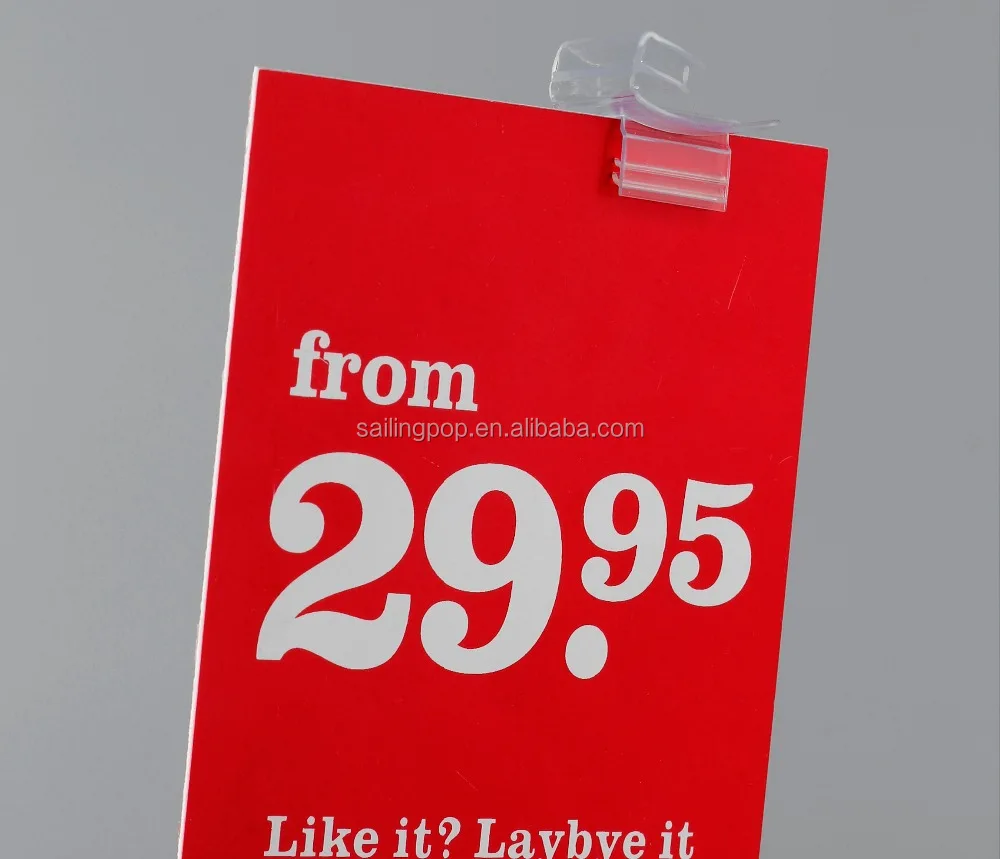 from
sailingpop.en.alibaba.com
29.95
Like it? Laybye it